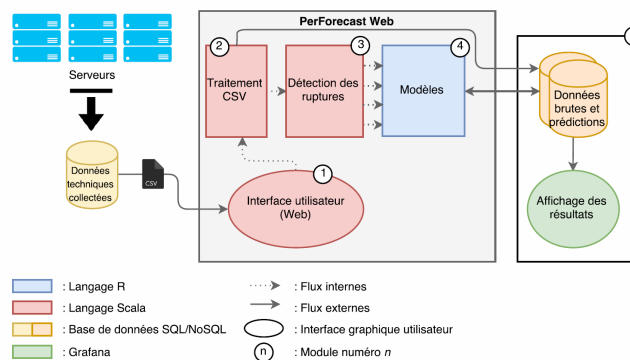 PerForecast Web
Serveurs
2
3
4
Traitement
CSV
Détection des
ruptures
Modèles
Données
brutes et
prédictions
Données
techniques
collectées
CSV
1
Interface utilisateur
(Web)
Affichage des
résultats
: Langage R
: Flux internes
: Langage Scala
: Flux externes
: Base de données SQL/NoSQL
: Interface graphique utilisateur
: Grafana
n
: Module numéro n